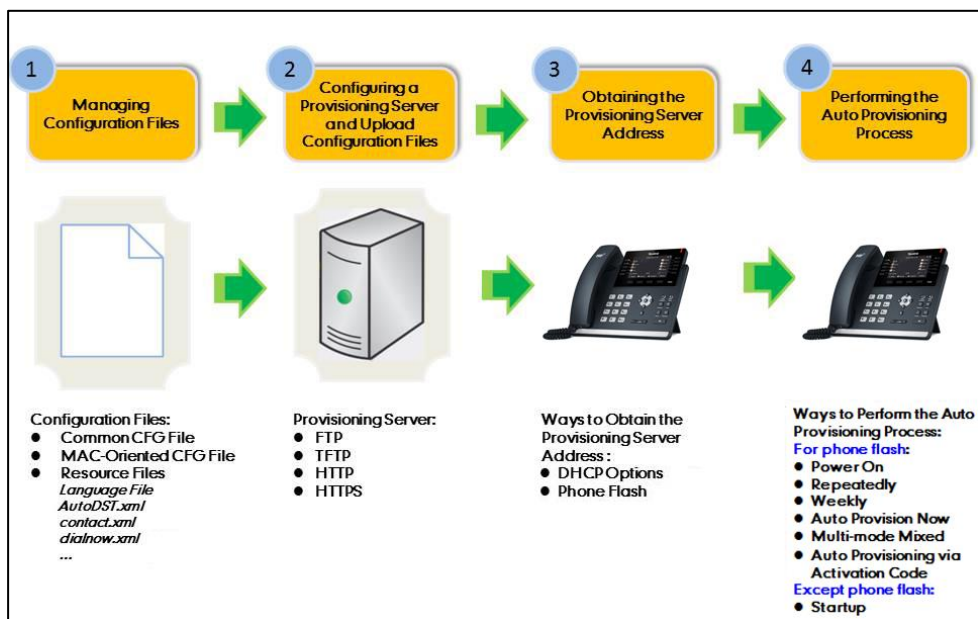 1
Managing
Configuration Files
2
Configuring a
Provisioning Server
and Upload
Configuration Files
3
Obtaining the
Provisioning Server
Address
4
Performing the
Auto Provisioning
Process
Configuration Files:
● Common CFG File
● MAC-Oriented CFG File
● Resource Files
Language File
AutoDST.xml
contact.xml
dialnow.xml
...
Provisioning Server:
● FTP
● TFTP
● HTTP
● HTTPS
Ways to Obtain the
Provisioning Server
Address :
● DHCP Options
● Phone Flash
Ways to Perform the Auto
Provisioning Process:
For phone flash:
● Power On
● Repeatedly
● Weekly
● Auto Provision Now
● Multi-mode Mixed
● Auto Provisioning via
Activation Code
Except phone flash:
● Startup